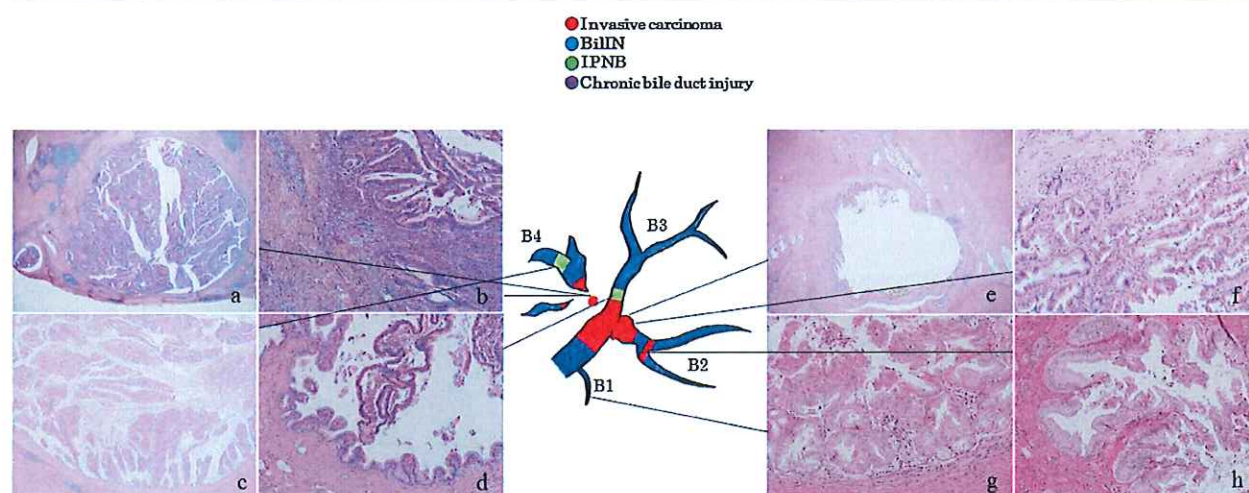 Invasive carcinoma
BilIN
IPNB
Chronic bile duct injury
a
b
c
d
B4
B3
B2
B1
e
f
g
h